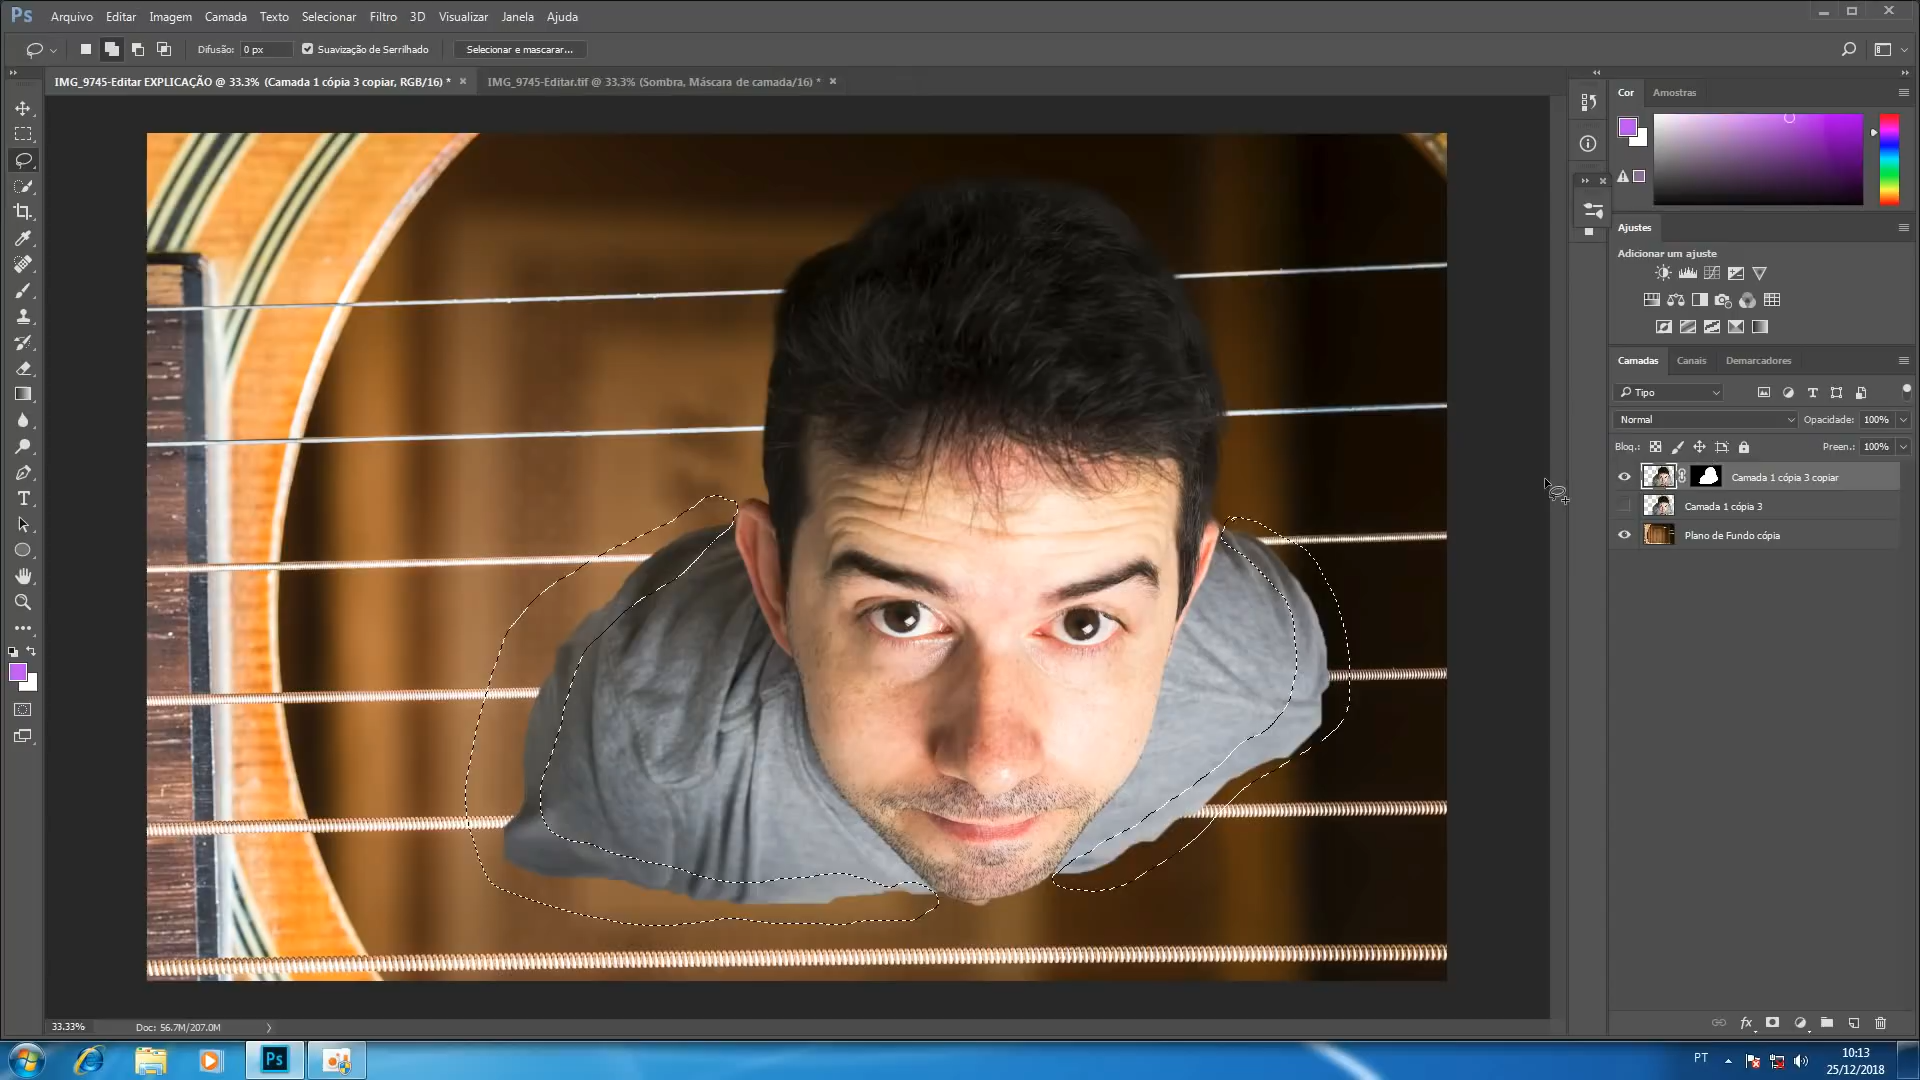 Ps Arquivo Editar Imagem Camada Texto Selecionar Filtro 3D Visualizar Janela Ajuda
Difusão: 0 px Suavização de Serrilhado Selecionar e mascarar...
IMG_9745-Editar EXPLICAÇÃO @ 33.3% (Camada 1 cópia 3 copiar, RGB/16) * IMG_9745-Editar.tif @ 33.3% (Sombra, Máscara de camada/16) *
Cor Amostras
Ajustes
Adicionar um ajuste
Camadas Canais Demarcadores
Tipo
Normal Opacidade: 100%
Bloq.: Preen.: 100%
Camada 1 cópia 3 copiar
Camada 1 cópia 3
Plano de Fundo cópia
33.33% Doc: 56.7M/207.0M
fx
Ps
PT
10:13
25/12/2018